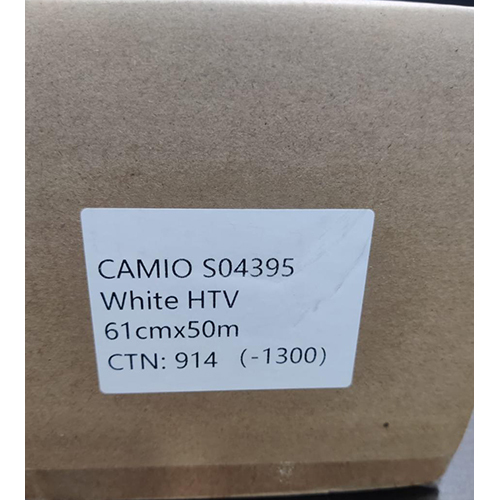 CAMIO S04395
White HTV
61cmx50m
CTN: 914 (-1300)